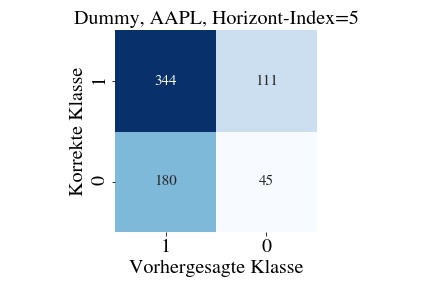 Dummy, AAPL, Horizont-Index=5
Korrekte Klasse
1
344
111
0
180
45
1
0
Vorhergesagte Klasse